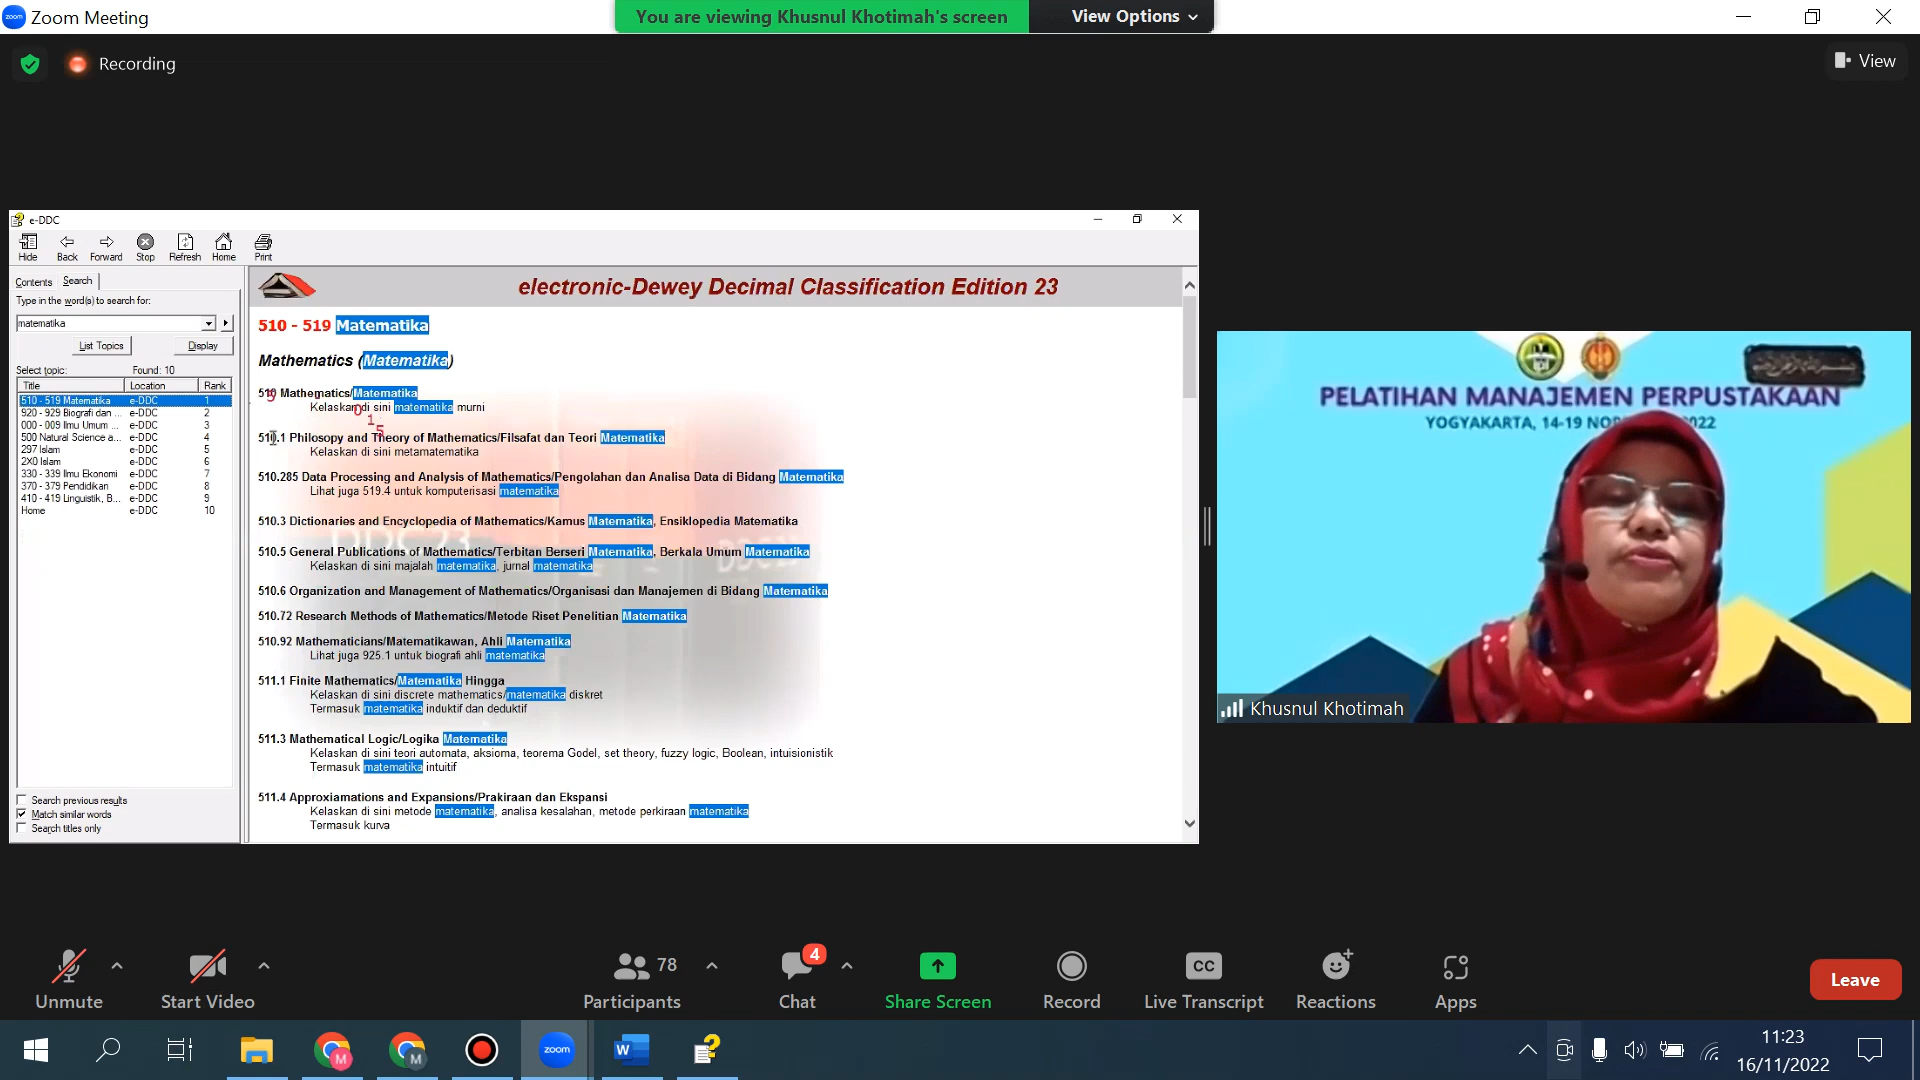 Zoom Meeting
You are viewing Khusnul Khotimah's screen
View Options
Recording
View
e-DDC
Hide Back Forward Stop Refresh Home Print
Contents Search
Type in the word(s) to search for:
matematika
List Topics Display
Select topic: Found: 10
Title Location Rank
510 - 519 Matematika e-DDC 1
920 - 929 Biografi dan ... e-DDC 2
000 - 009 Ilmu Umum ... e-DDC 3
500 Natural Science a... e-DDC 4
297 Islam e-DDC 5
2X0 Islam e-DDC 6
330 - 339 Ilmu Ekonomi e-DDC 7
370 - 379 Pendidikan e-DDC 8
410 - 419 Linguistik, B... e-DDC 9
Home e-DDC 10
Search previous results
Match similar words
Search titles only
electronic-Dewey Decimal Classification Edition 23
510 - 519 Matematika
Mathematics (Matematika)
510 Mathematics/Matematika
Kelaskan di sini matematika murni
0
1
5
510.1 Philosopy and Theory of Mathematics/Filsafat dan Teori Matematika
Kelaskan di sini metamatematika
510.285 Data Processing and Analysis of Mathematics/Pengolahan dan Analisa Data di Bidang Matematika
Lihat juga 519.4 untuk komputerisasi matematika
510.3 Dictionaries and Encyclopedia of Mathematics/Kamus Matematika, Ensiklopedia Matematika
510.5 General Publications of Mathematics/Terbitan Berseri Matematika, Berkala Umum Matematika
Kelaskan di sini majalah matematika, jurnal matematika
510.6 Organization and Management of Mathematics/Organisasi dan Manajemen di Bidang Matematika
510.72 Research Methods of Mathematics/Metode Riset Penelitian Matematika
510.92 Mathematicians/Matematikawan, Ahli Matematika
Lihat juga 925.1 untuk biografi ahli matematika
511.1 Finite Mathematics/Matematika Hingga
Kelaskan di sini discrete mathematics/matematika diskret
Termasuk matematika induktif dan deduktif
511.3 Mathematical Logic/Logika Matematika
Kelaskan di sini teori automata, aksioma, teorema Godel, set theory, fuzzy logic, Boolean, intuisionistik
Termasuk matematika intuitif
511.4 Approxiamations and Expansions/Prakiraan dan Ekspansi
Kelaskan di sini metode matematika, analisa kesalahan, metode perkiraan matematika
Termasuk kurva
PELATIHAN MANAJEMEN PERPUSTAKAAN
YOGYAKARTA, 14-19 NOP 2022
Khusnul Khotimah
78
4
CC
Unmute Start Video Participants Chat Share Screen Record Live Transcript Reactions Apps
Leave
M M zoom W
11:23
16/11/2022